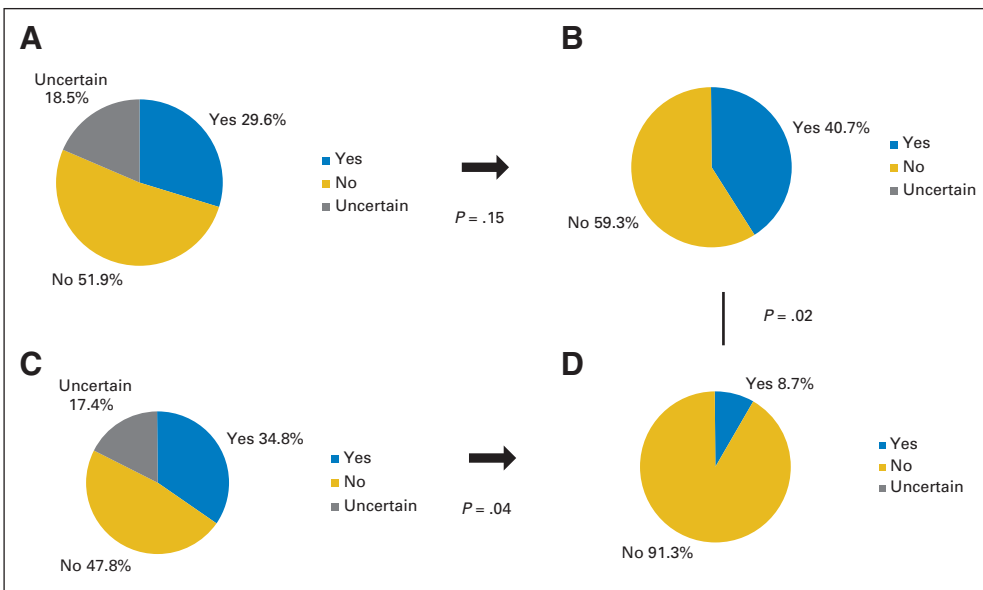 A
Uncertain
18.5%
Yes 29.6%
No 51.9%
Yes
No
Uncertain
P = .15
B
Yes 40.7%
No 59.3%
Yes
No
Uncertain
P = .02
C
Uncertain
17.4%
Yes 34.8%
No 47.8%
Yes
No
Uncertain
P = .04
D
Yes 8.7%
No 91.3%
Yes
No
Uncertain